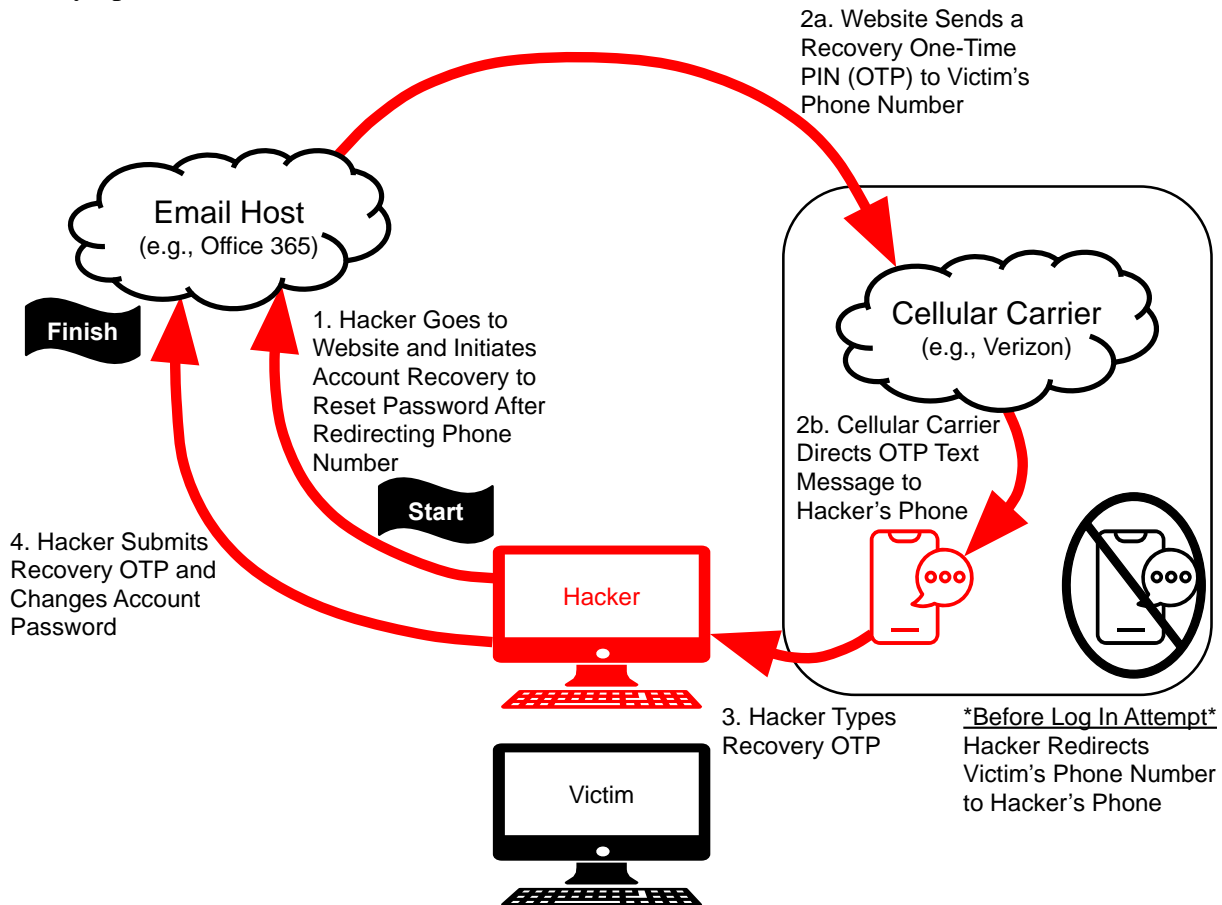 2a. Website Sends a
Recovery One-Time
PIN (OTP) to Victim's
Phone Number
Email Host
(e.g., Office 365)
Finish
1. Hacker Goes to
Website and Initiates
Account Recovery to
Reset Password After
Redirecting Phone
Number
Start
Cellular Carrier
(e.g., Verizon)
2b. Cellular Carrier
Directs OTP Text
Message to
Hacker's Phone
4. Hacker Submits
Recovery OTP and
Changes Account
Password
Hacker
3. Hacker Types
Recovery OTP
*Before Log In Attempt*
Hacker Redirects
Victim's Phone Number
to Hacker's Phone
Victim